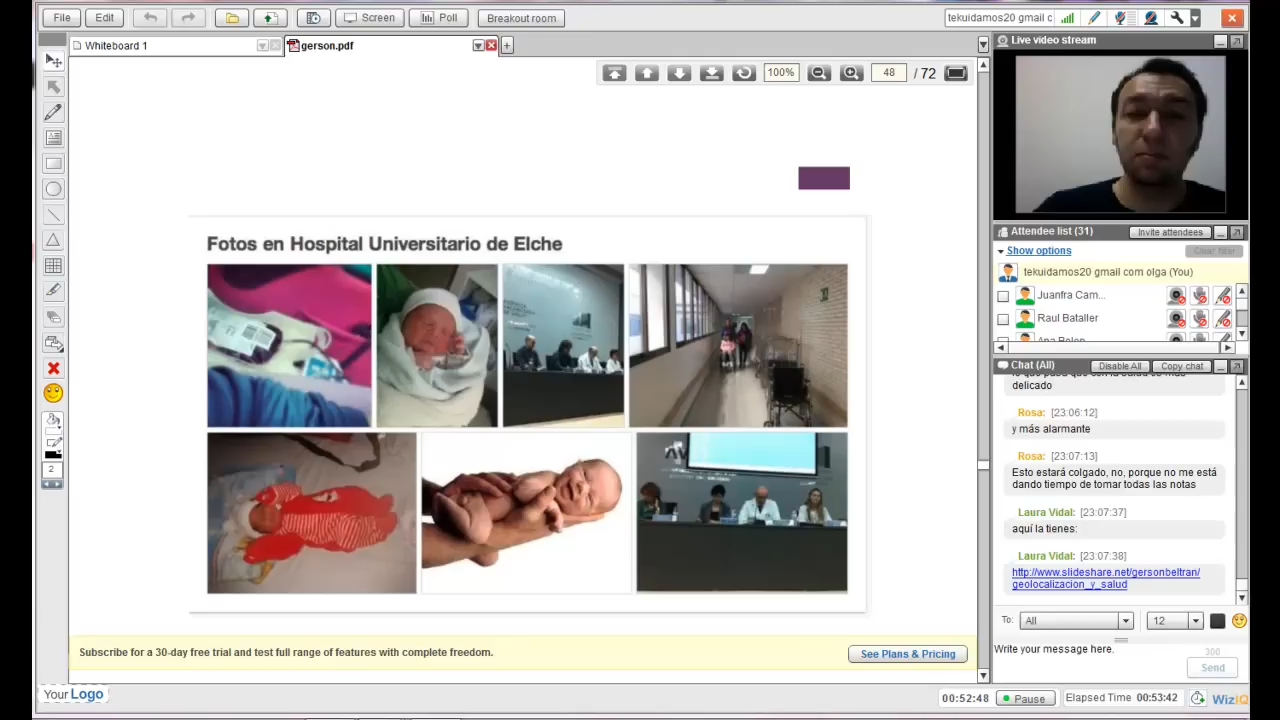 File Edit Screen Poll Breakout room tekuidamos20 gmail c
Whiteboard 1 gerson.pdf
100% 48 / 72
Fotos en Hospital Universitario de Elche
2
Subscribe for a 30-day free trial and test full range of features with complete freedom. See Plans & Pricing
Your Logo
00:52:48 Pause Elapsed Time 00:53:42 WizIQ
Live video stream
Attendee list (31) Invite attendees Clear filter
Show options
tekuidamos20 gmail com olga (You)
Juanfra Cam...
Raul Bataller
Chat (All) Disable All Copy chat
delicado
Rosa: [23:06:12]
y más alarmante
Rosa: [23:07:13]
Esto estará colgado, no, porque no me está
dando tiempo de tomar todas las notas
Laura Vidal: [23:07:37]
aquí la tienes:
Laura Vidal: [23:07:38]
http://www.slideshare.net/gersonbeltran/
geolocalizacion_y_salud
To: All 12
Write your message here. 300
Send